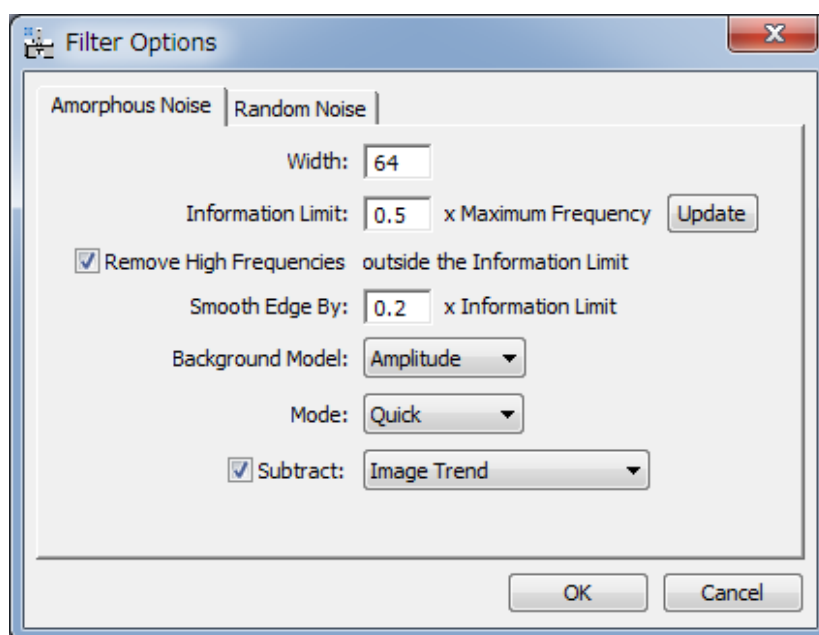 Filter Options
Amorphous Noise Random Noise
Width: 64
Information Limit: 0.5 x Maximum Frequency Update
Remove High Frequencies outside the Information Limit
Smooth Edge By: 0.2 x Information Limit
Background Model: Amplitude
Mode: Quick
Subtract: Image Trend
OK Cancel